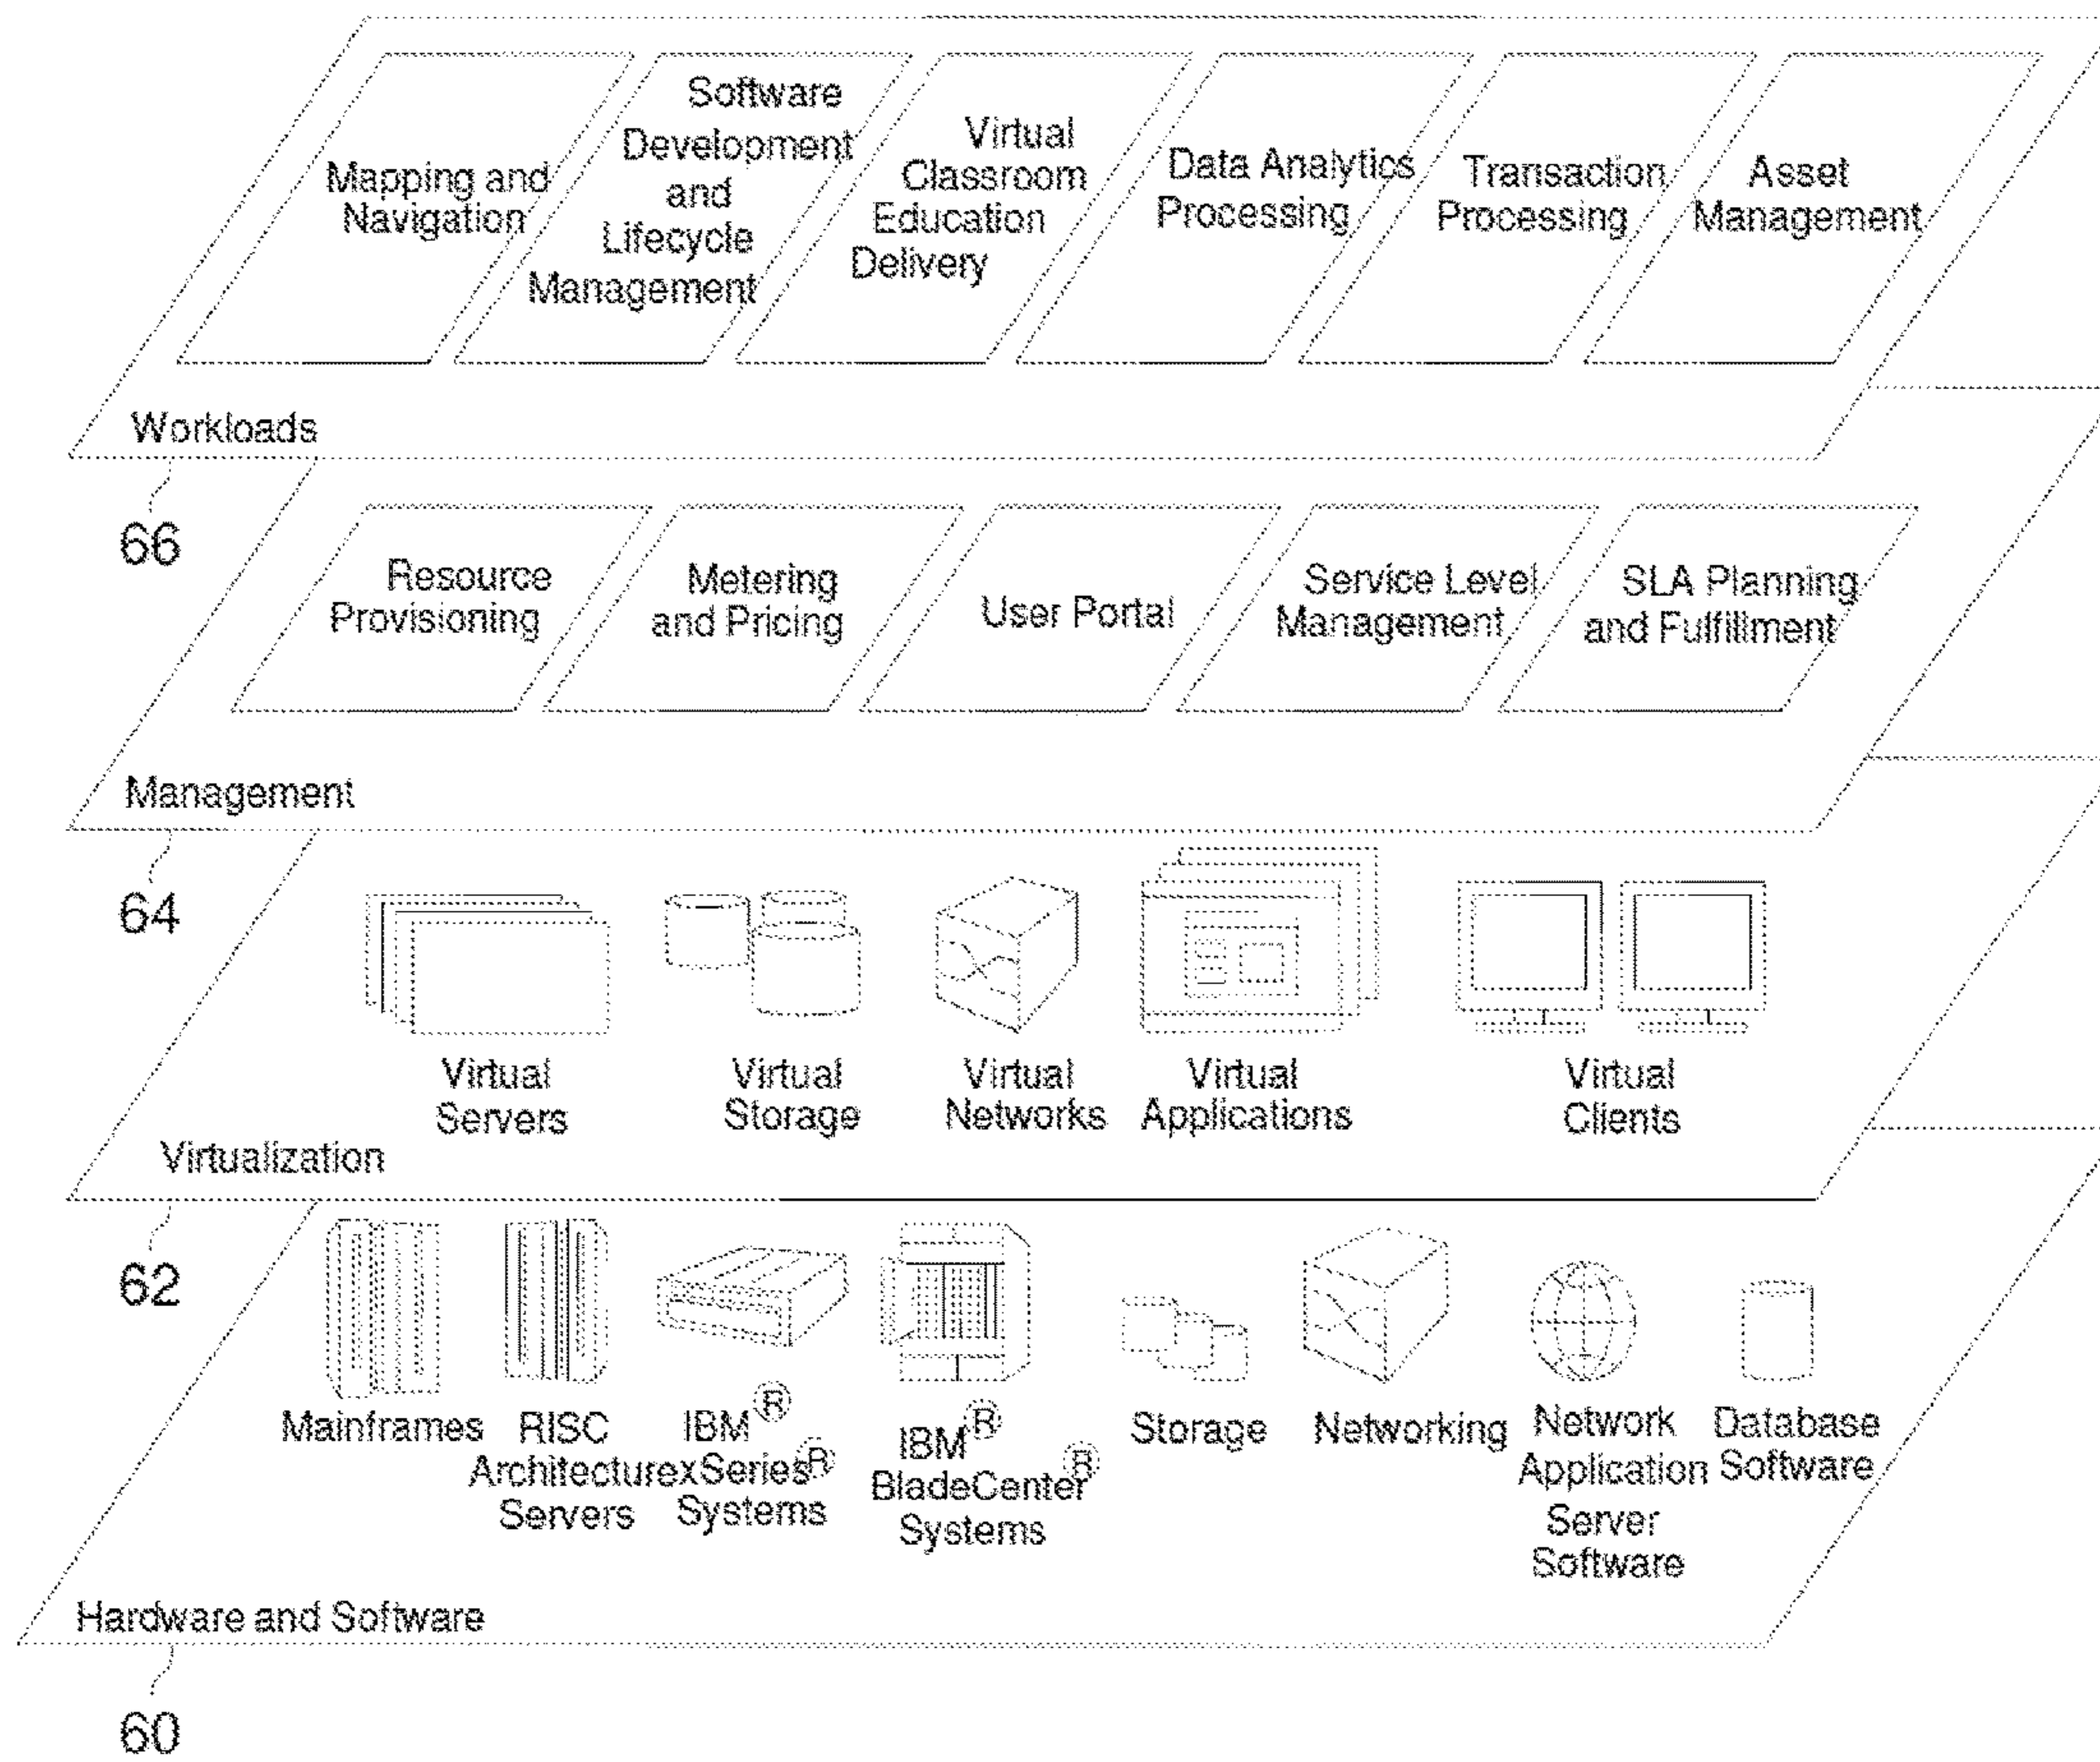 Mapping and
Navigation
Software
Development
and
Lifecycle
Management
Virtual
Classroom
Education
Delivery
Data Analytics
Processing
Transaction
Processing
Asset
Management
Workloads
66
Resource
Provisioning
Metering
and Pricing
User Portal
Service Level
Management
SLA Planning
and Fulfillment
Management
64
Virtual
Servers
Virtual
Storage
Virtual
Networks
Virtual
Applications
Virtual
Clients
Virtualization
62
Mainframes
RISC
Architecture
Servers
IBM®
xSeries®
Systems
IBM®
BladeCenter®
Systems
Storage
Networking
Network
Application
Server
Software
Database
Software
Hardware and Software
60